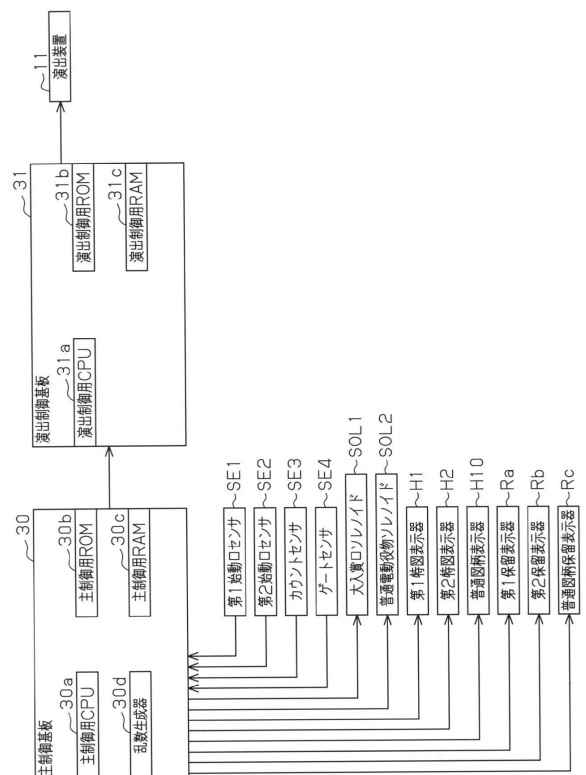 主制御基板
30
主制御用CPU
30a
主制御用ROM
30b
主制御用RAM
30c
乱数生成器
30d
演出制御基板
31
演出制御用CPU
31a
演出制御用ROM
31b
演出制御用RAM
31c
演出装置
11
第1始動口センサ
SE1
第2始動口センサ
SE2
カウントセンサ
SE3
ゲートセンサ
SE4
大入賞口ソレノイド
SOL1
普通電動役物ソレノイド
SOL2
第1特図表示器
H1
第2特図表示器
H2
普通図柄表示器
H10
第1保留表示器
Ra
第2保留表示器
Rb
普通図柄保留表示器
Rc